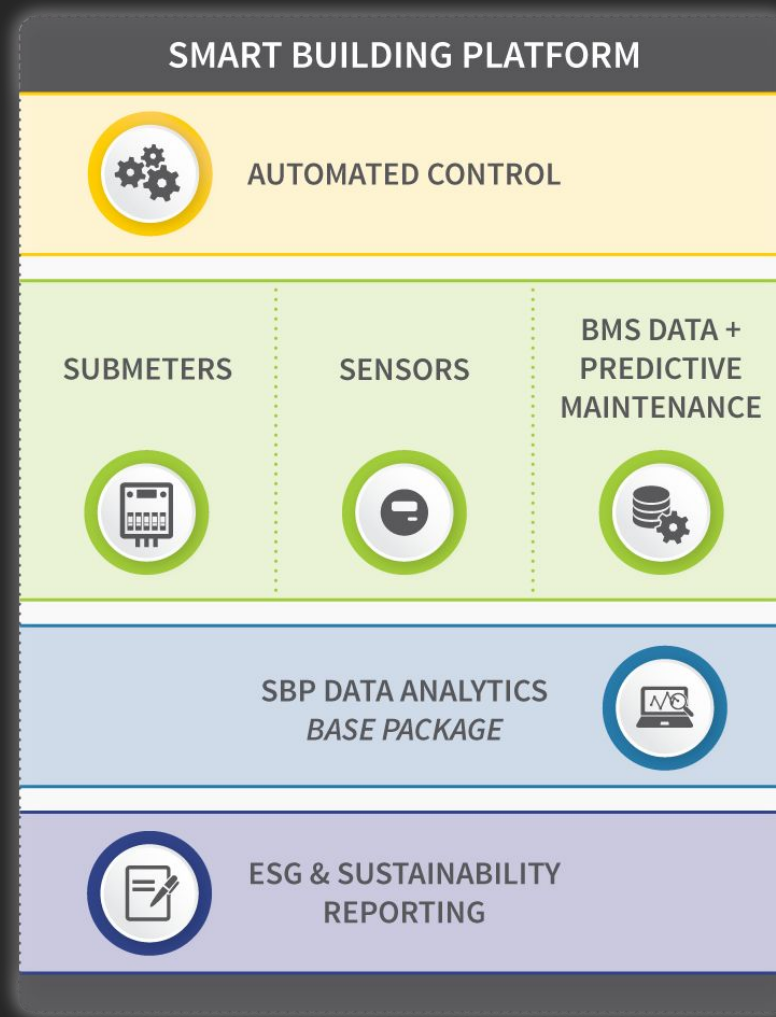 SMART BUILDING PLATFORM
AUTOMATED CONTROL
SUBMETERS
SENSORS
BMS DATA +
PREDICTIVE
MAINTENANCE
SBP DATA ANALYTICS
BASE PACKAGE
ESG & SUSTAINABILITY
REPORTING